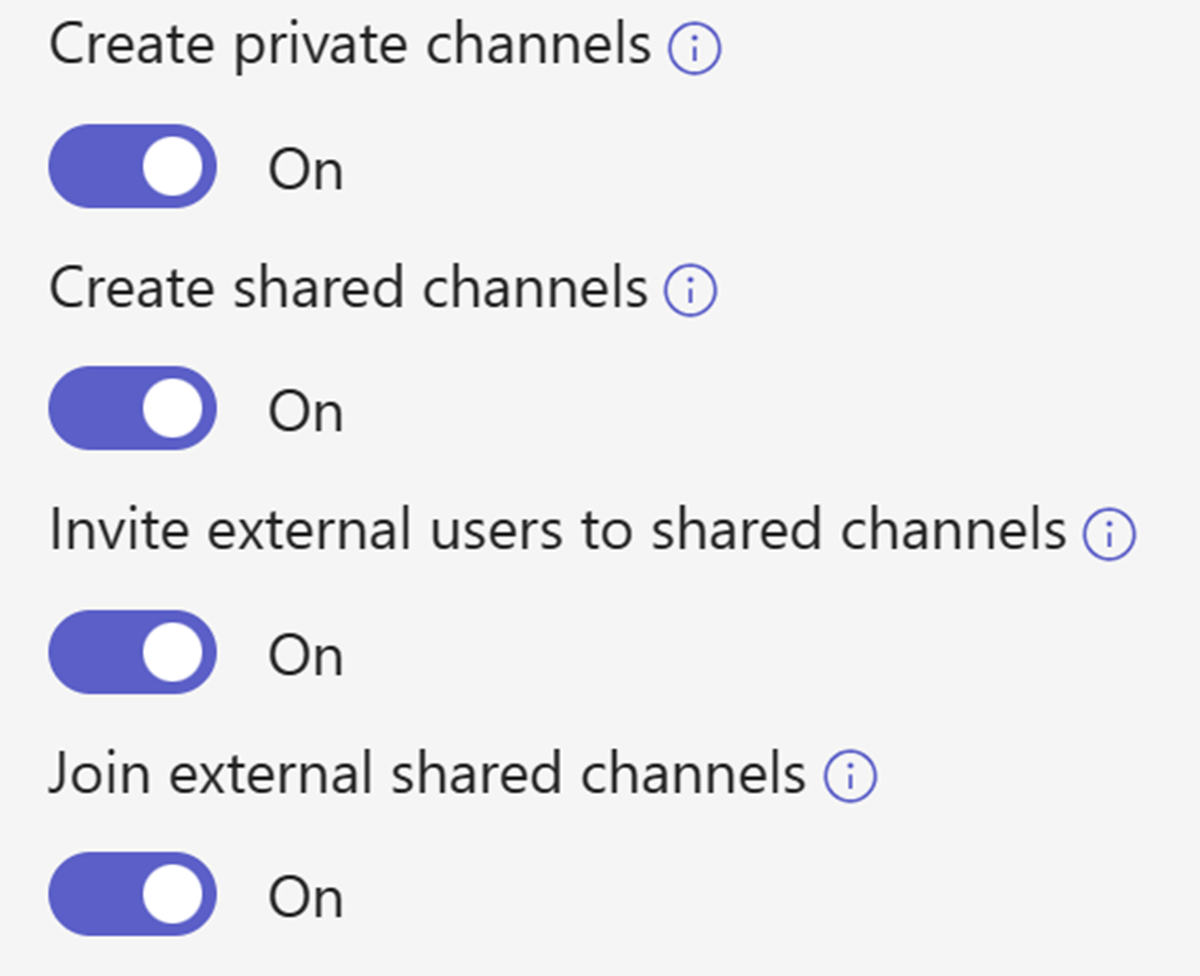 Create private channels
On
Create shared channels
On
Invite external users to shared channels
On
Join external shared channels
On